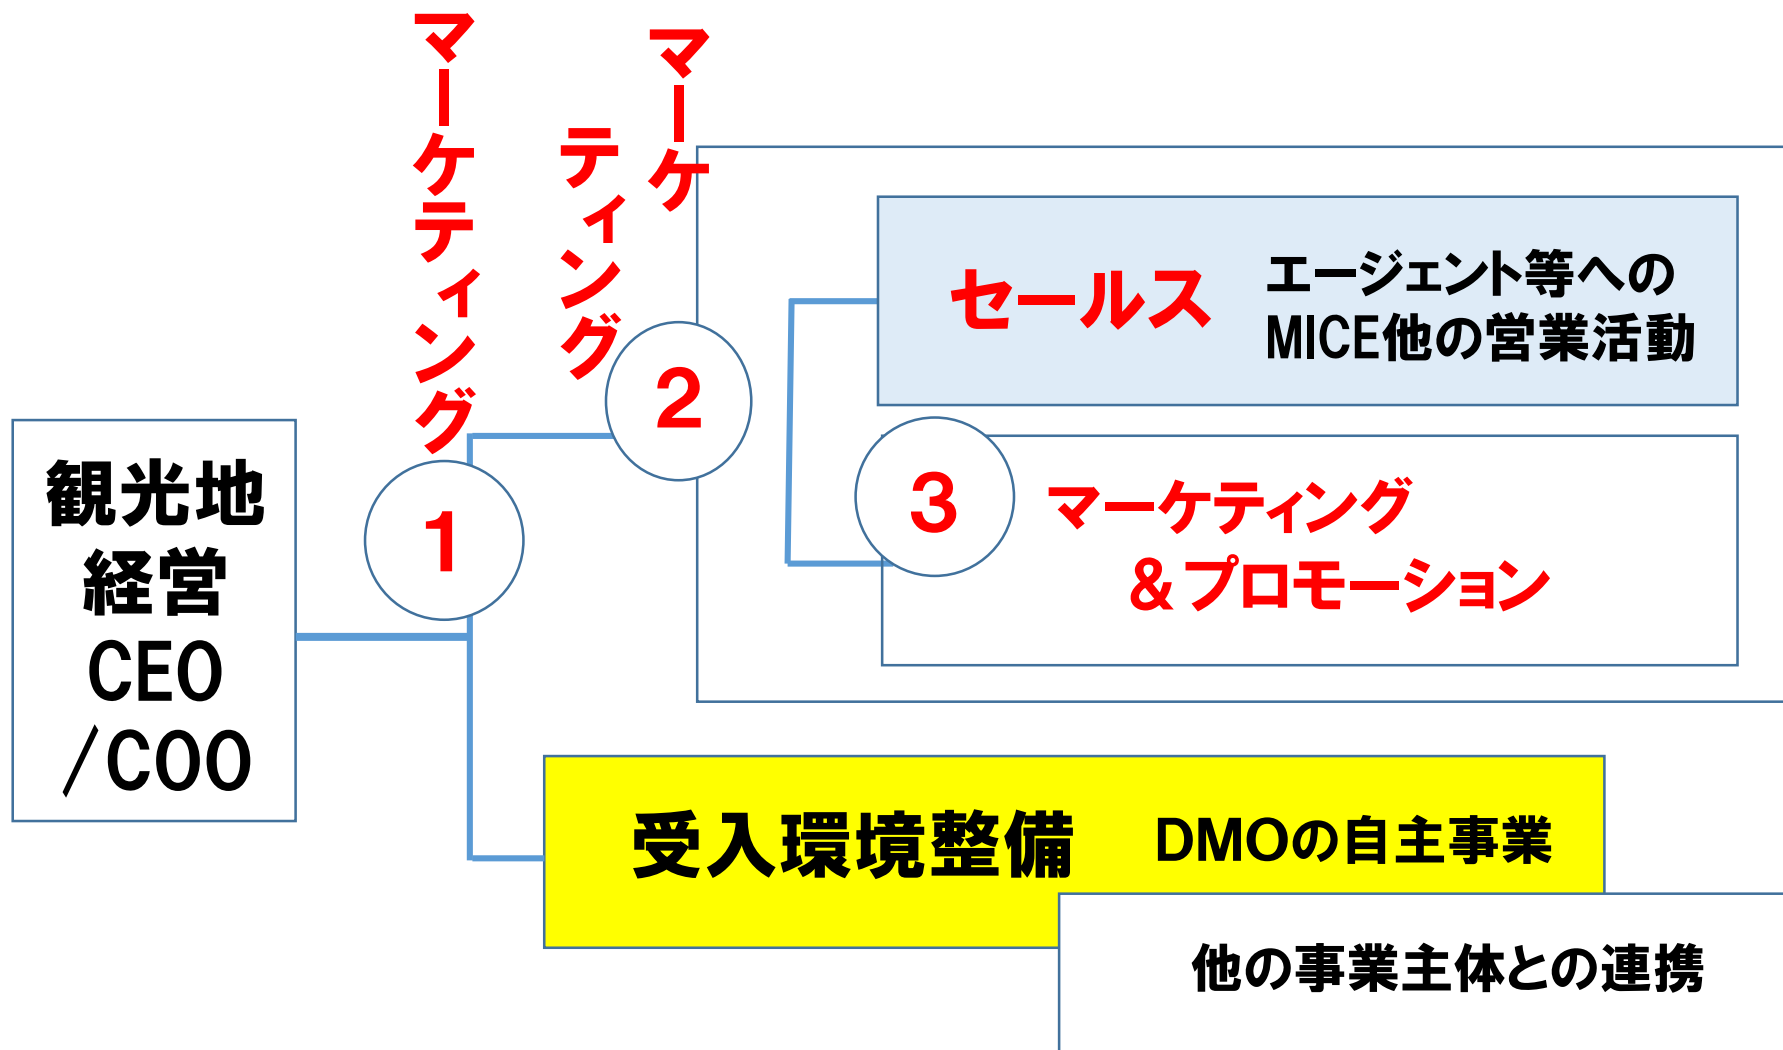 観光地
経営
CEO
/COO
マーケティング
1
マーケ
ティング
2
セールス
エージェント等への
MICE他の営業活動
3
マーケティング
&プロモーション
受入環境整備
DMOの自主事業
他の事業主体との連携